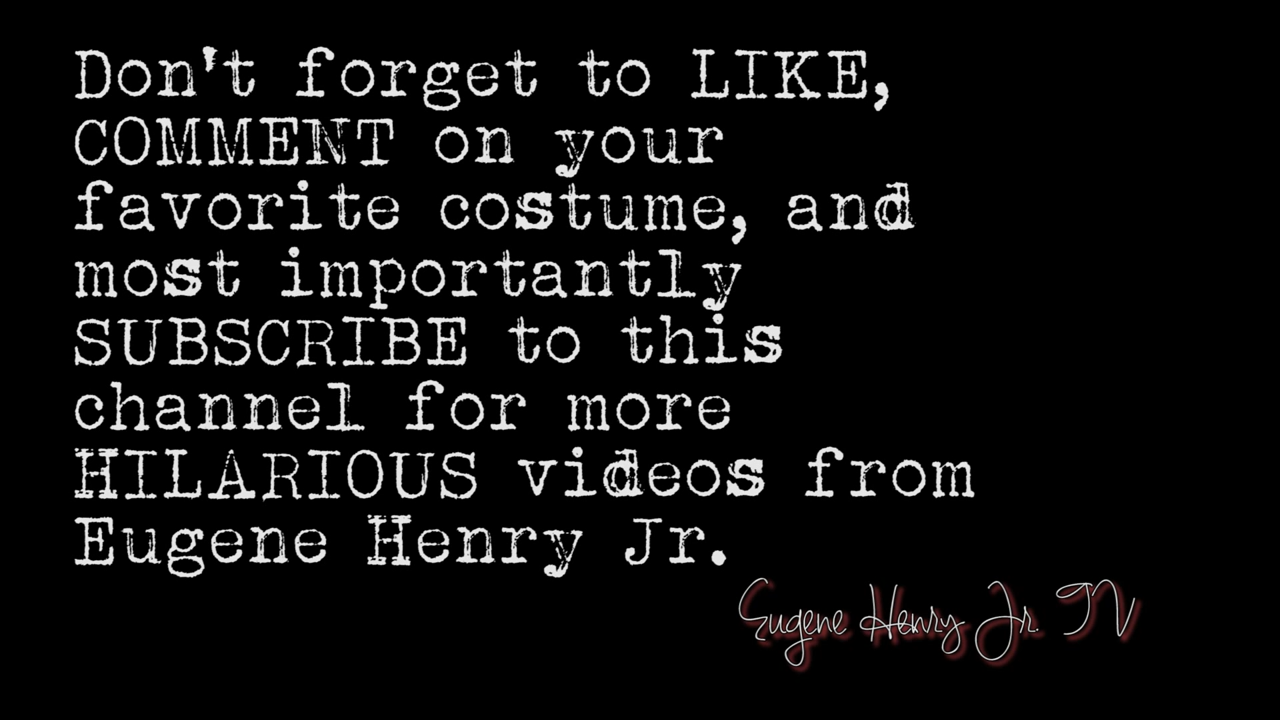 Don't forget to LIKE,
COMMENT on your
favorite costume, and
most importantly
SUBSCRIBE to this
channel for more
HILARIOUS videos from
Eugene Henry Jr.
Eugene Henry Jr. TV